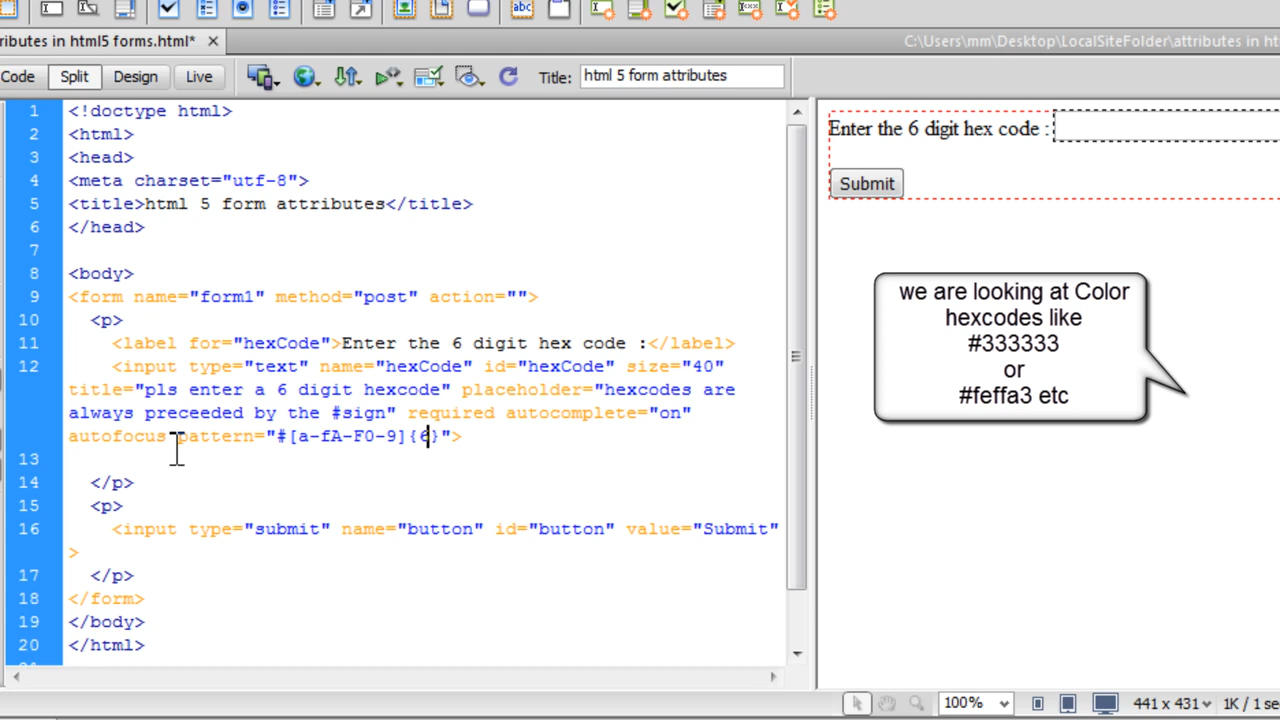 abc
ributes in html5 forms.html* ×
C:\Users\mm\Desktop\LocalSiteFolder\attributes in ht
Code Split Design Live Title: html 5 form attributes
1 <!doctype html>
2 <html>
3 <head>
4 <meta charset="utf-8">
5 <title>html 5 form attributes</title>
6 </head>
7
8 <body>
9 <form name="form1" method="post" action="">
10 <p>
11 <label for="hexCode">Enter the 6 digit hex code :</label>
12 <input type="text" name="hexCode" id="hexCode" size="40"
title="pls enter a 6 digit hexcode" placeholder="hexcodes are
always preceeded by the #sign" required autocomplete="on"
autofocus pattern="#[a-fA-F0-9]{6}">
13
14 </p>
15 <p>
16 <input type="submit" name="button" id="button" value="Submit"
>
17 </p>
18 </form>
19 </body>
20 </html>
Enter the 6 digit hex code :
Submit
we are looking at Color
hexcodes like
#333333
or
#feffa3 etc
100% 441 x 431 1K / 1 se